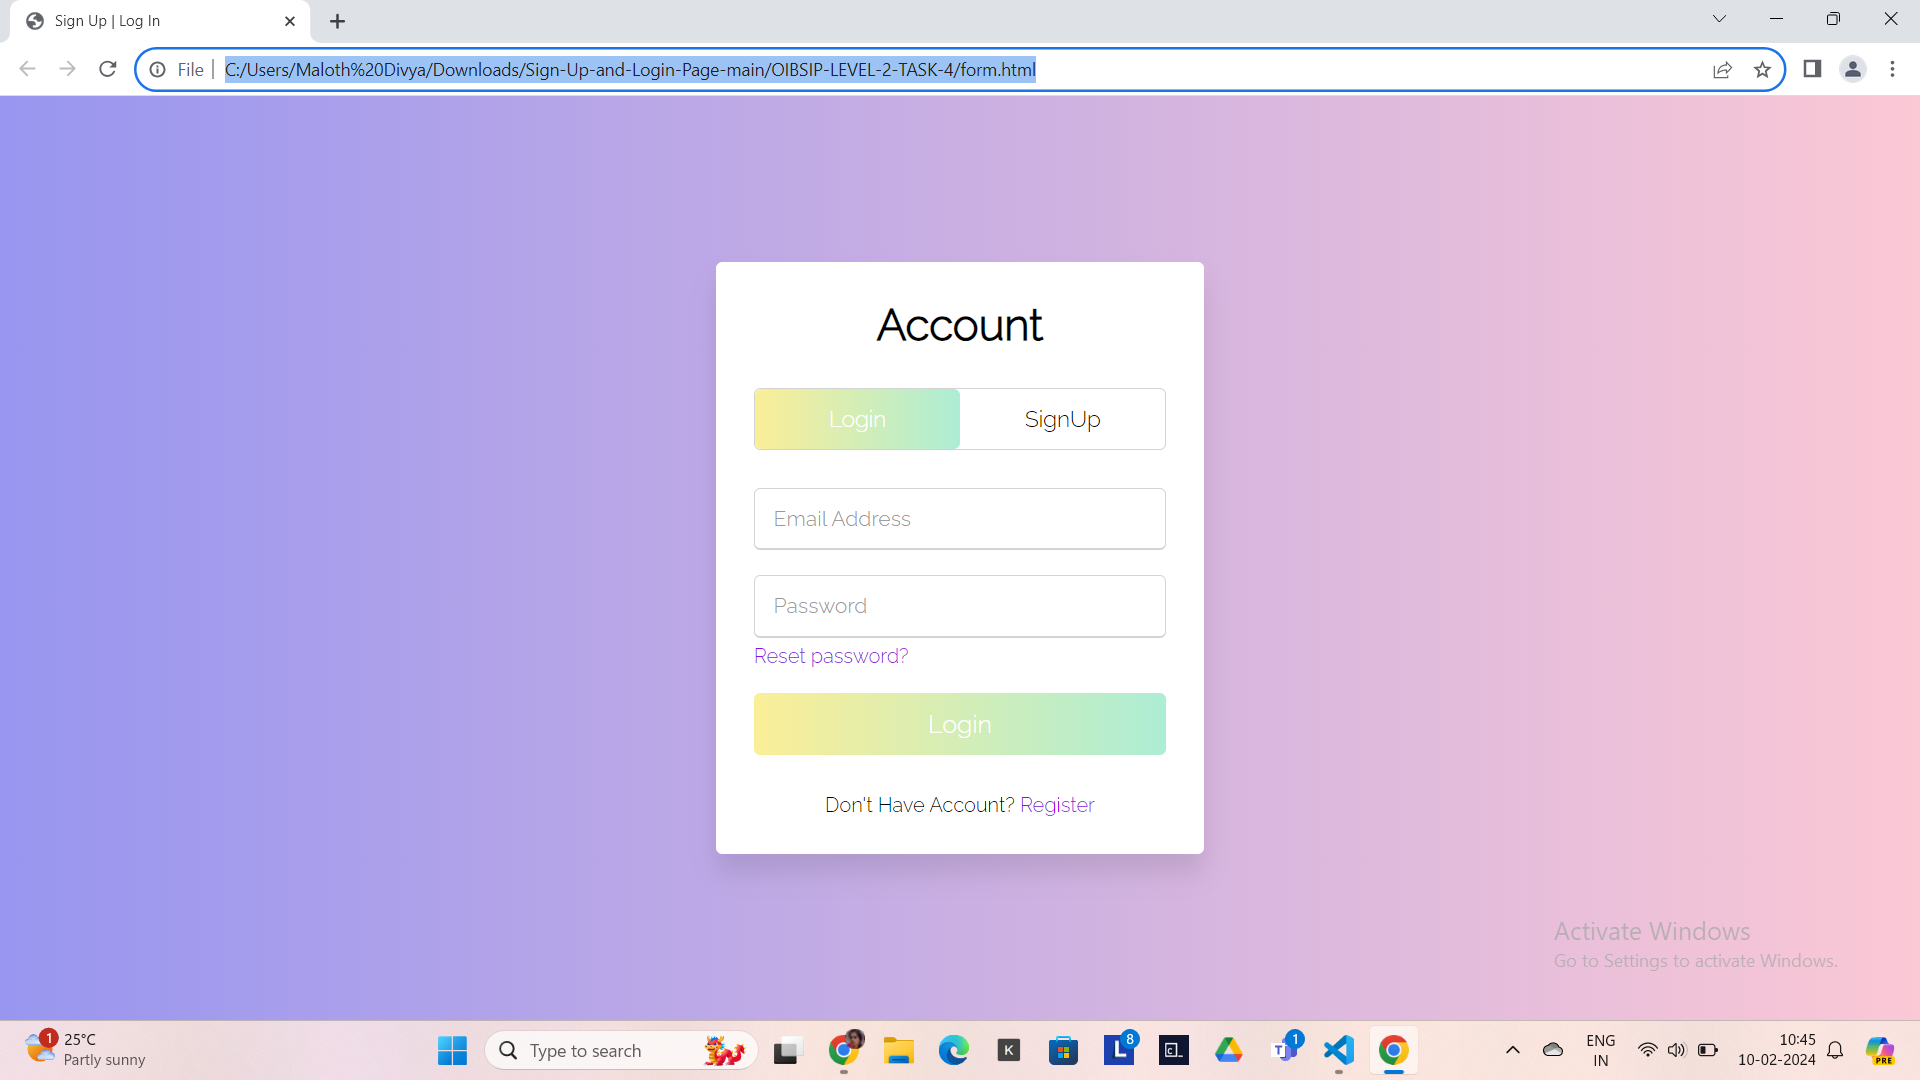 Sign Up | Log In
File | C:/Users/Maloth%20Divya/Downloads/Sign-Up-and-Login-Page-main/OIBSIP-LEVEL-2-TASK-4/form.html
Account
Login SignUp
Email Address
Password
Reset password?
Login
Don't Have Account? Register
Activate Windows
Go to Settings to activate Windows.
1 25°C
Partly sunny
Type to search
K
L 8
C\_
T 1
ENG
IN
10:45
10-02-2024
PRE